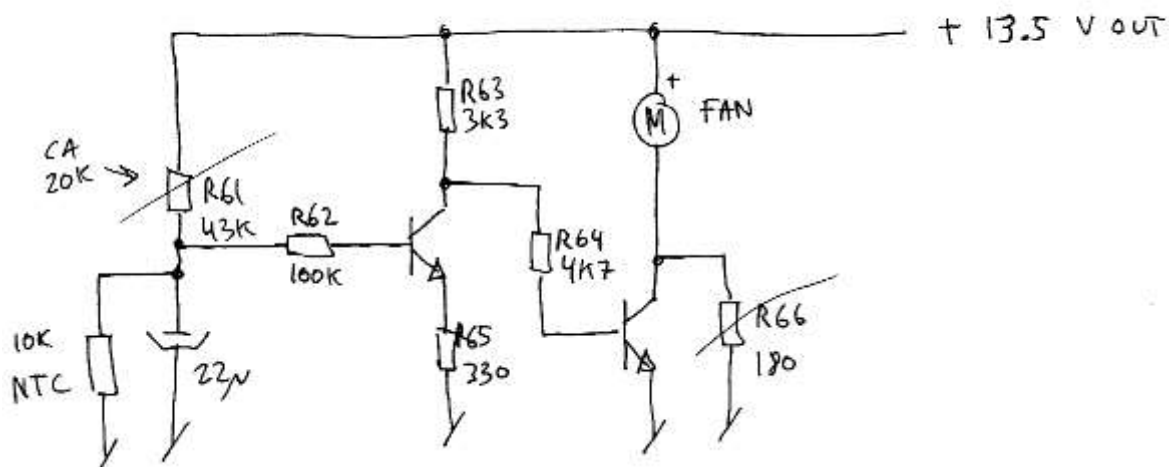 + 13.5 V OUT
R63
3K3
+
M
FAN
CA
20K
R61
43K
R62
100K
R64
4K7
R65
330
R66
180
10K
NTC
22µ